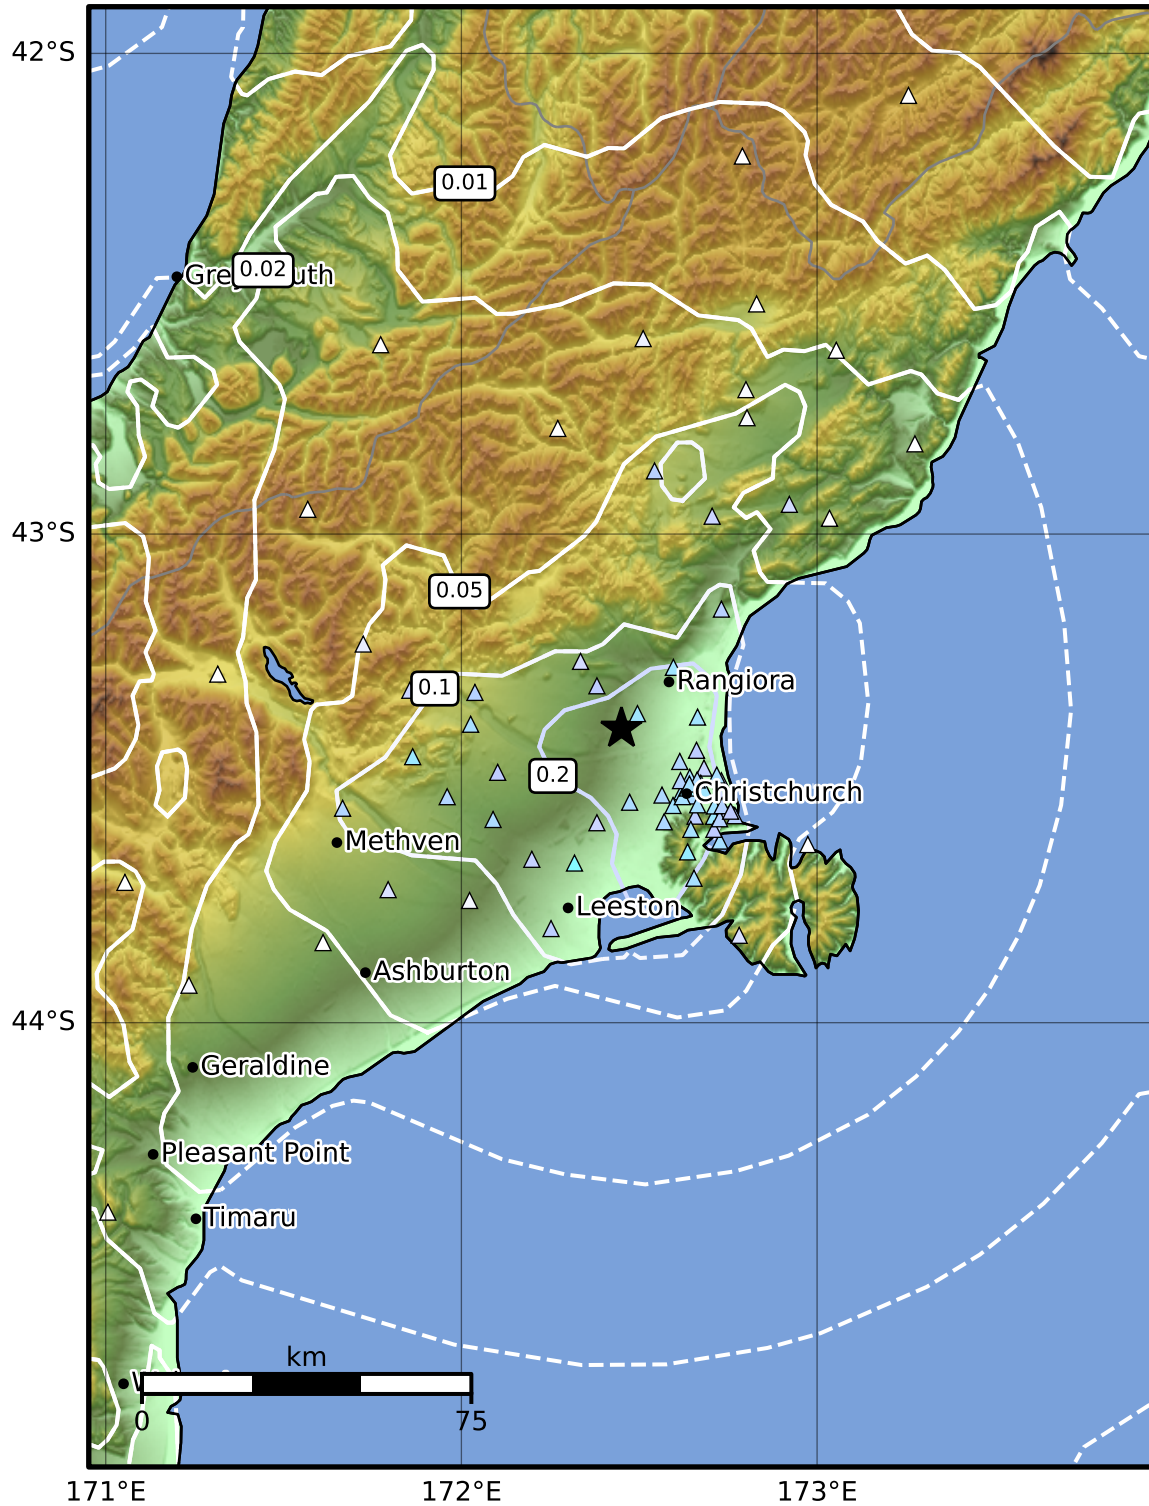 42°S
0.01
0.02
43°S
0.05
0.1
Rangiora
0.2
Christchurch
Methven
Leeston
Ashburton
44°S
Geraldine
Pleasant Point
Timaru
km
0
75
171°E
172°E
173°E